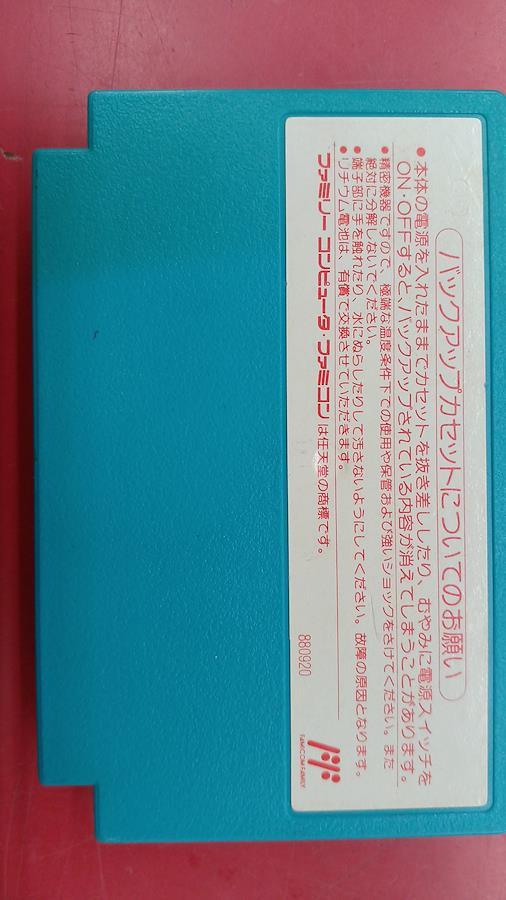 バックアップカセットについてのお願い
●本体の電源を入れたままでカセットを抜き差ししたり、むやみに電源スイッチを
ON・OFFすると、バックアップされている内容が消えてしまうことがあります。
●精密機器ですので、極端な温度条件下での使用や保管および強いショックをさけてください。また
絶対に分解しないでください。
●端子部に手を触れたり、水にぬらしたりして汚さないようにしてください。故障の原因となります。
●リチウム電池は、有償で交換させていただきます。
ファミリー コンピュータ・ファミコンは任天堂の商標です。
880920
FAMICOM FAMILY